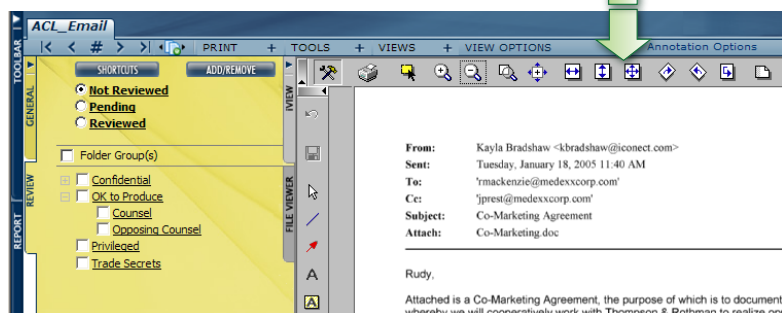 ACL_Email
|< < # > >| PRINT + TOOLS + VIEWS + VIEW OPTIONS Annotation Options
TOOLBAR
SHORTCUTS ADD/REMOVE
GENERAL
Not Reviewed
Pending
Reviewed
IVIEW
Folder Group(s)
REVIEW
Confidential
OK to Produce
Counsel
Opposing Counsel
Privileged
Trade Secrets
FILE VIEWER
REPORT
A
A
From: Kayla Bradshaw <kbradshaw@iconect.com>
Sent: Tuesday, January 18, 2005 11:40 AM
To: 'rmackenzie@medexxcorp.com'
Cc: 'jprest@medexxcorp.com'
Subject: Co-Marketing Agreement
Attach: Co-Marketing.doc
Rudy,
Attached is a Co-Marketing Agreement, the purpose of which is to document
whereby we will cooperatively work with Thompson & Rothman to realize